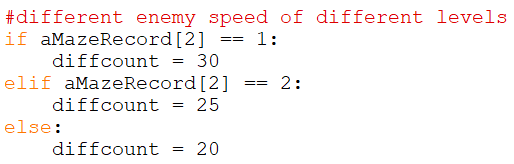 #different enemy speed of different levels
if aMazeRecord[2] == 1:
    diffcount = 30
elif aMazeRecord[2] == 2:
    diffcount = 25
else:
    diffcount = 20